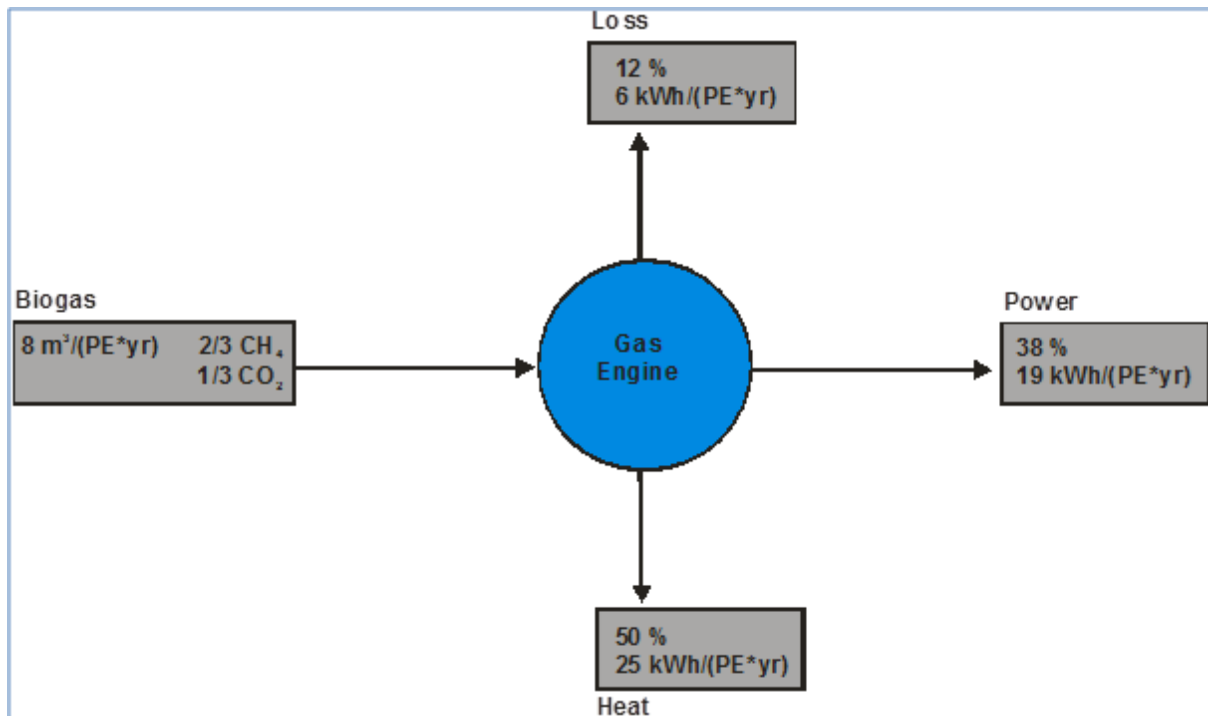 Loss
12 %
6 kWh/(PE*yr)
Biogas
8 m³/(PE*yr) 2/3 CH₄
1/3 CO₂
Gas
Engine
Power
38 %
19 kWh/(PE*yr)
50 %
25 kWh/(PE*yr)
Heat